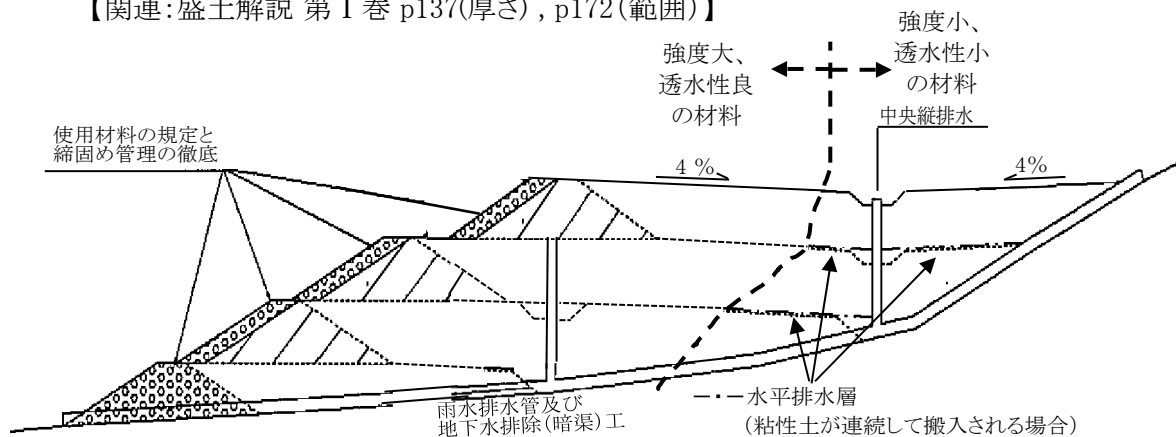 【関連:盛土解説 第Ⅰ巻 p137(厚さ) , p172(範囲)】
強度大、
透水性良
の材料
強度小、
透水性小
の材料
中央縦排水
使用材料の規定と
締固め管理の徹底
4 %
4%
雨水排水管及び
地下水排除(暗渠)工
水平排水層
(粘性土が連続して搬入される場合)